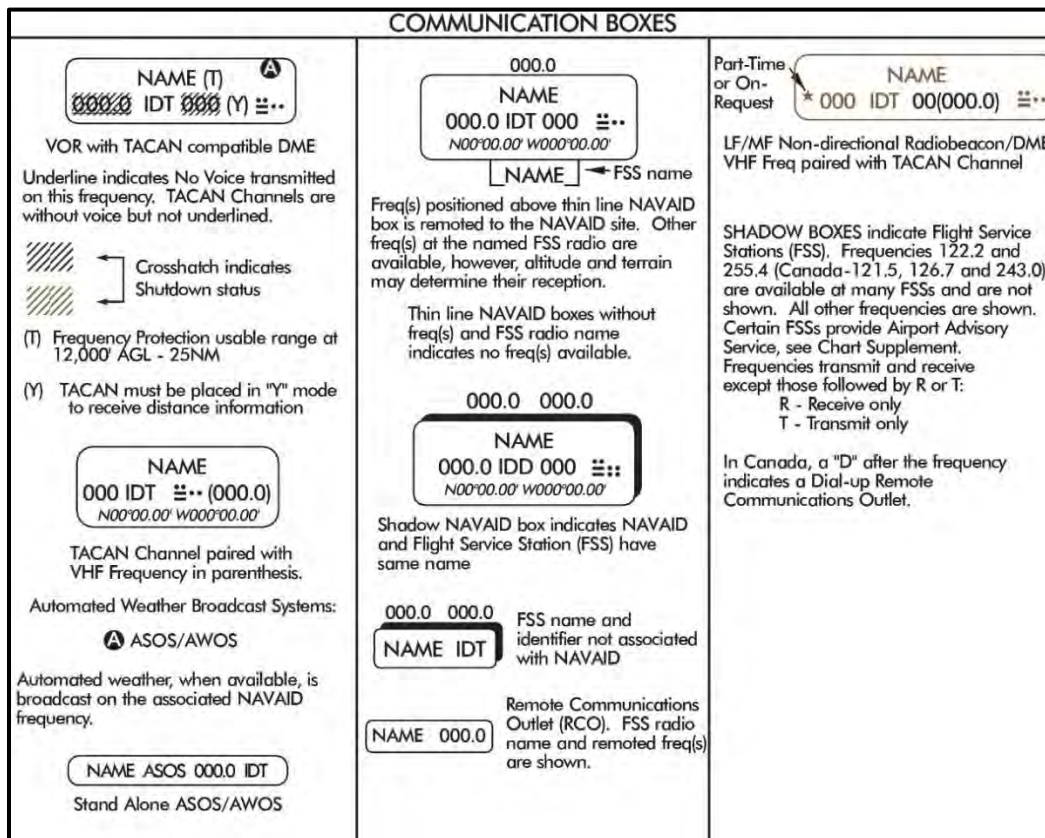 COMMUNICATION BOXES
NAME (T) A
000.0 IDT 000 (Y)
VOR with TACAN compatible DME
Underline indicates No Voice transmitted
on this frequency. TACAN Channels are
without voice but not underlined.
Crosshatch indicates
Shutdown status
(T) Frequency Protection usable range at
12,000' AGL - 25NM
(Y) TACAN must be placed in "Y" mode
to receive distance information
NAME
000 IDT (000.0)
N00°00.00' W000°00.00'
TACAN Channel paired with
VHF Frequency in parenthesis.
Automated Weather Broadcast Systems:
A ASOS/AWOS
Automated weather, when available, is
broadcast on the associated NAVAID
frequency.
NAME ASOS 000.0 IDT
Stand Alone ASOS/AWOS
000.0
NAME
000.0 IDT 000
N00°00.00' W000°00.00'
NAME FSS name
Freq(s) positioned above thin line NAVAID
box is remoted to the NAVAID site. Other
freq(s) at the named FSS radio are
available, however, altitude and terrain
may determine their reception.
Thin line NAVAID boxes without
freq(s) and FSS radio name
indicates no freq(s) available.
000.0 000.0
NAME
000.0 IDD 000
N00°00.00' W000°00.00'
Shadow NAVAID box indicates NAVAID
and Flight Service Station (FSS) have
same name
000.0 000.0
NAME IDT
FSS name and
identifier not associated
with NAVAID
NAME 000.0
Remote Communications
Outlet (RCO). FSS radio
name and remoted freq(s)
are shown.
Part-Time
or On-
Request
NAME
* 000 IDT 00(000.0)
LF/MF Non-directional Radiobeacon/DME
VHF Freq paired with TACAN Channel
SHADOW BOXES indicate Flight Service
Stations (FSS). Frequencies 122.2 and
255.4 (Canada-121.5, 126.7 and 243.0)
are available at many FSSs and are not
shown. All other frequencies are shown.
Certain FSSs provide Airport Advisory
Service, see Chart Supplement.
Frequencies transmit and receive
except those followed by R or T:
R - Receive only
T - Transmit only
In Canada, a "D" after the frequency
indicates a Dial-up Remote
Communications Outlet.